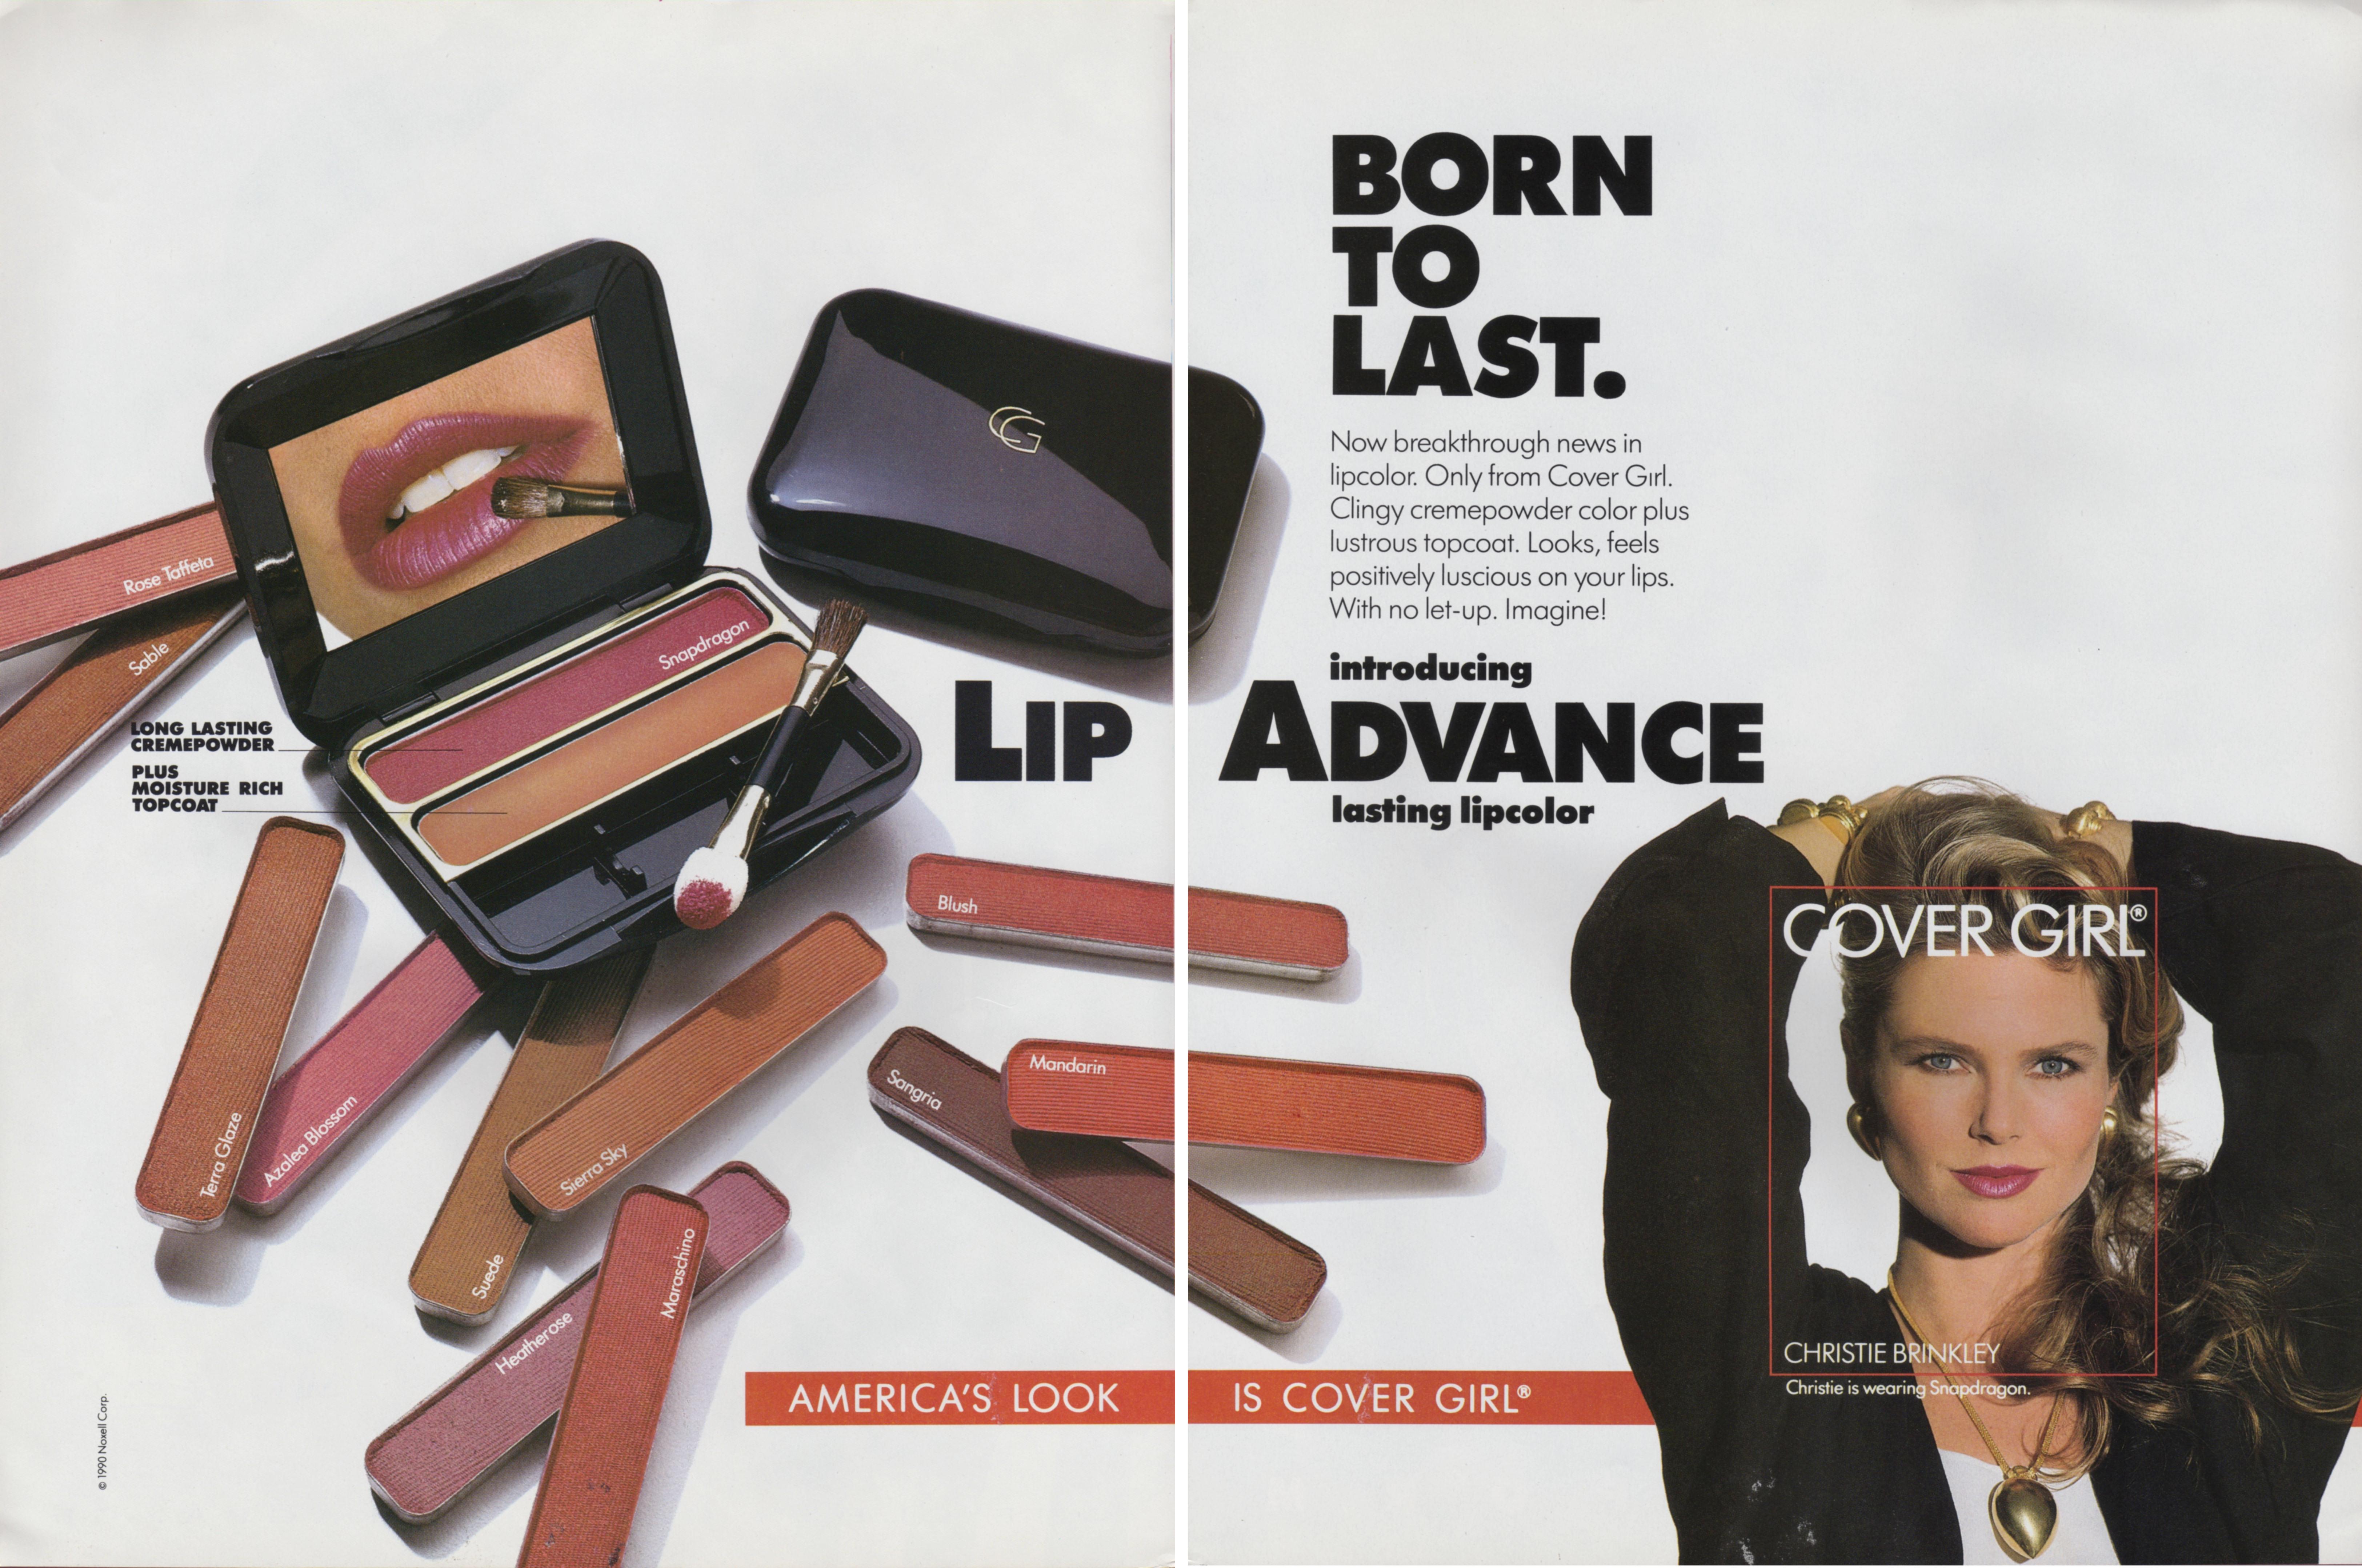 Rose Taffeta
Sable
LONG LASTING
CREMEPOWDER
PLUS
MOISTURE RICH
TOPCOAT
Snapdragon
CG
Terra Glaze
Azalea Blossom
Suede
Sierra Sky
Heatherose
Maraschino
Blush
Sangria
Mandarin
© 1990 Noxell Corp.
BORN
TO
LAST.
Now breakthrough news in
lipcolor. Only from Cover Girl.
Clingy cremepowder color plus
lustrous topcoat. Looks, feels
positively luscious on your lips.
With no let-up. Imagine!
introducing
LIP ADVANCE
lasting lipcolor
COVER GIRL®
CHRISTIE BRINKLEY
Christie is wearing Snapdragon.
AMERICA'S LOOK IS COVER GIRL®